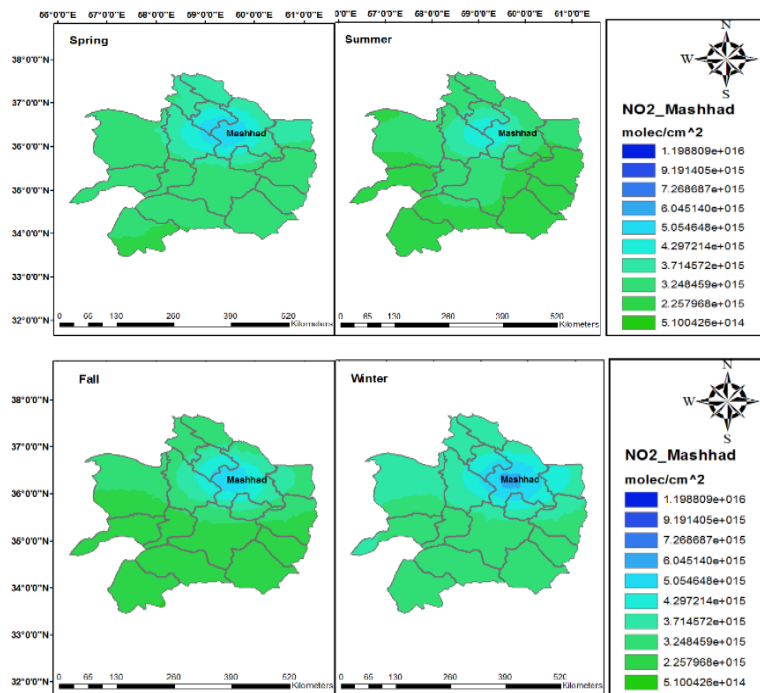 66°0'0"E 68°0'0"E 69°0'0"E 60°0'0"E 61°0'0"E 68°0'0"E 69°0'0"E 60°0'0"E 61°0'0"E
Spring
Summer
38°0'0"N
37°0'0"N
36°0'0"N
35°0'0"N
34°0'0"N
33°0'0"N
32°0'0"N
Mashhad
Mashhad
0 65 130 260 390 520
Kilometers
0 65 130 260 390 520
Kilometers
N
W E
S
NO2_Mashhad
molec/cm^2
1.198809e+016
9.191405e+015
7.268687e+015
6.045140e+015
5.054648e+015
4.297214e+015
3.714572e+015
3.248459e+015
2.257968e+015
5.100426e+014
Fall
Winter
38°0'0"N
37°0'0"N
36°0'0"N
35°0'0"N
34°0'0"N
33°0'0"N
32°0'0"N
Mashhad
Mashhad
0 65 130 260 390 520
Kilometers
0 65 130 260 390 520
Kilometers
N
W E
S
NO2_Mashhad
molec/cm^2
1.198809e+016
9.191405e+015
7.268687e+015
6.045140e+015
5.054648e+015
4.297214e+015
3.714572e+015
3.248459e+015
2.257968e+015
5.100426e+014